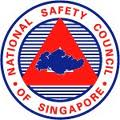 NATIONAL SAFETY COUNCIL
• OF SINGAPORE •